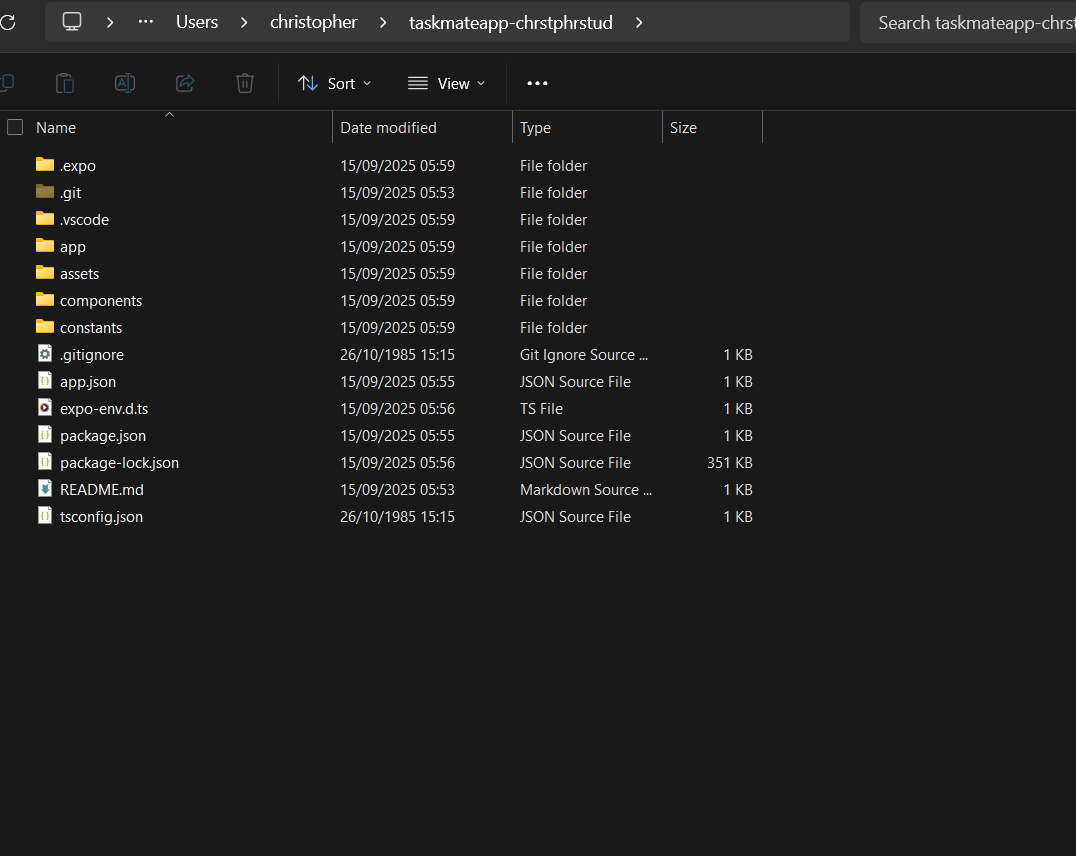 Users christopher taskmateapp-chrstphrstud Search taskmateapp-chrst
Sort View
Name Date modified Type Size
.expo 15/09/2025 05:59 File folder
.git 15/09/2025 05:53 File folder
.vscode 15/09/2025 05:59 File folder
app 15/09/2025 05:59 File folder
assets 15/09/2025 05:59 File folder
components 15/09/2025 05:59 File folder
constants 15/09/2025 05:59 File folder
.gitignore 26/10/1985 15:15 Git Ignore Source ... 1 KB
app.json 15/09/2025 05:55 JSON Source File 1 KB
expo-env.d.ts 15/09/2025 05:56 TS File 1 KB
package.json 15/09/2025 05:55 JSON Source File 1 KB
package-lock.json 15/09/2025 05:56 JSON Source File 351 KB
README.md 15/09/2025 05:53 Markdown Source ... 1 KB
tsconfig.json 26/10/1985 15:15 JSON Source File 1 KB